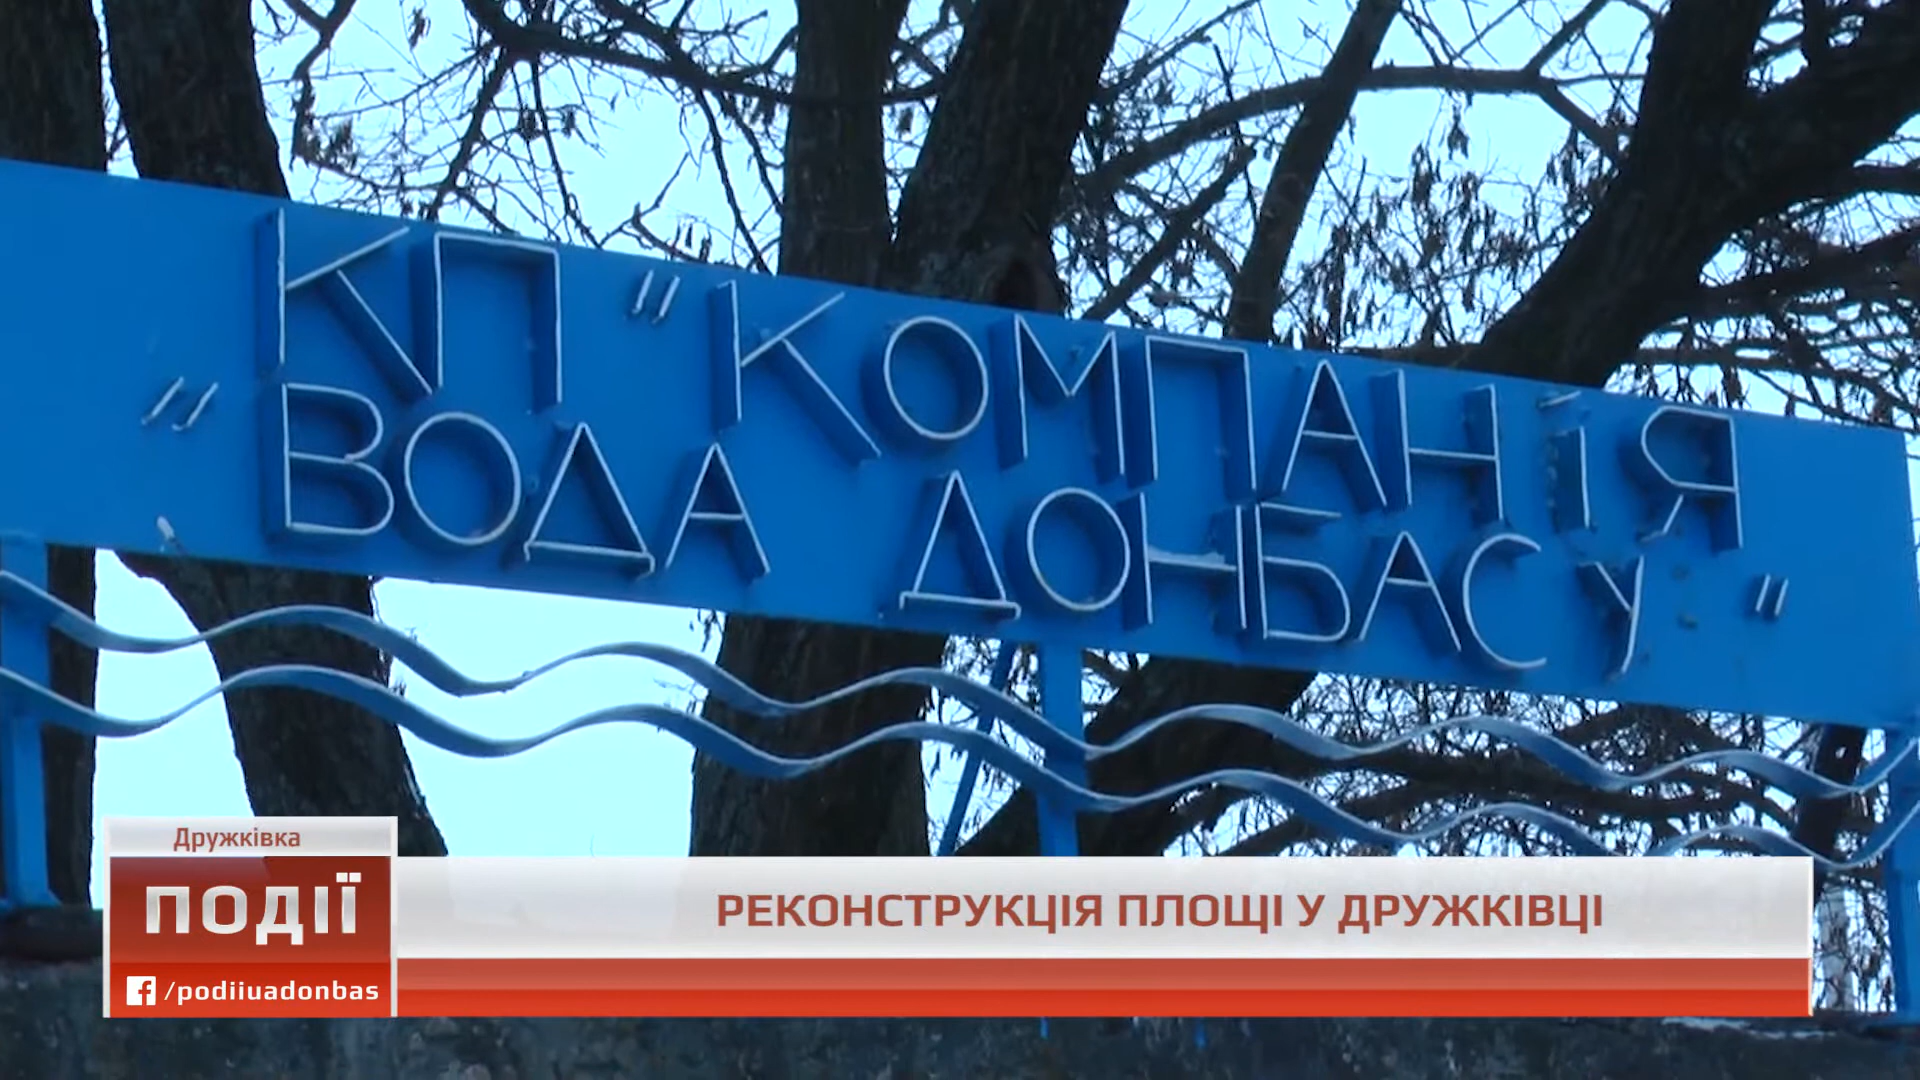 КП "КОМПАНіЯ
"ВОДА ДОНБАСУ"
Дружківка
ПОДІЇ
РЕКОНСТРУКЦІЯ ПЛОЩІ У ДРУЖКІВЦІ
/podiiuadonbas